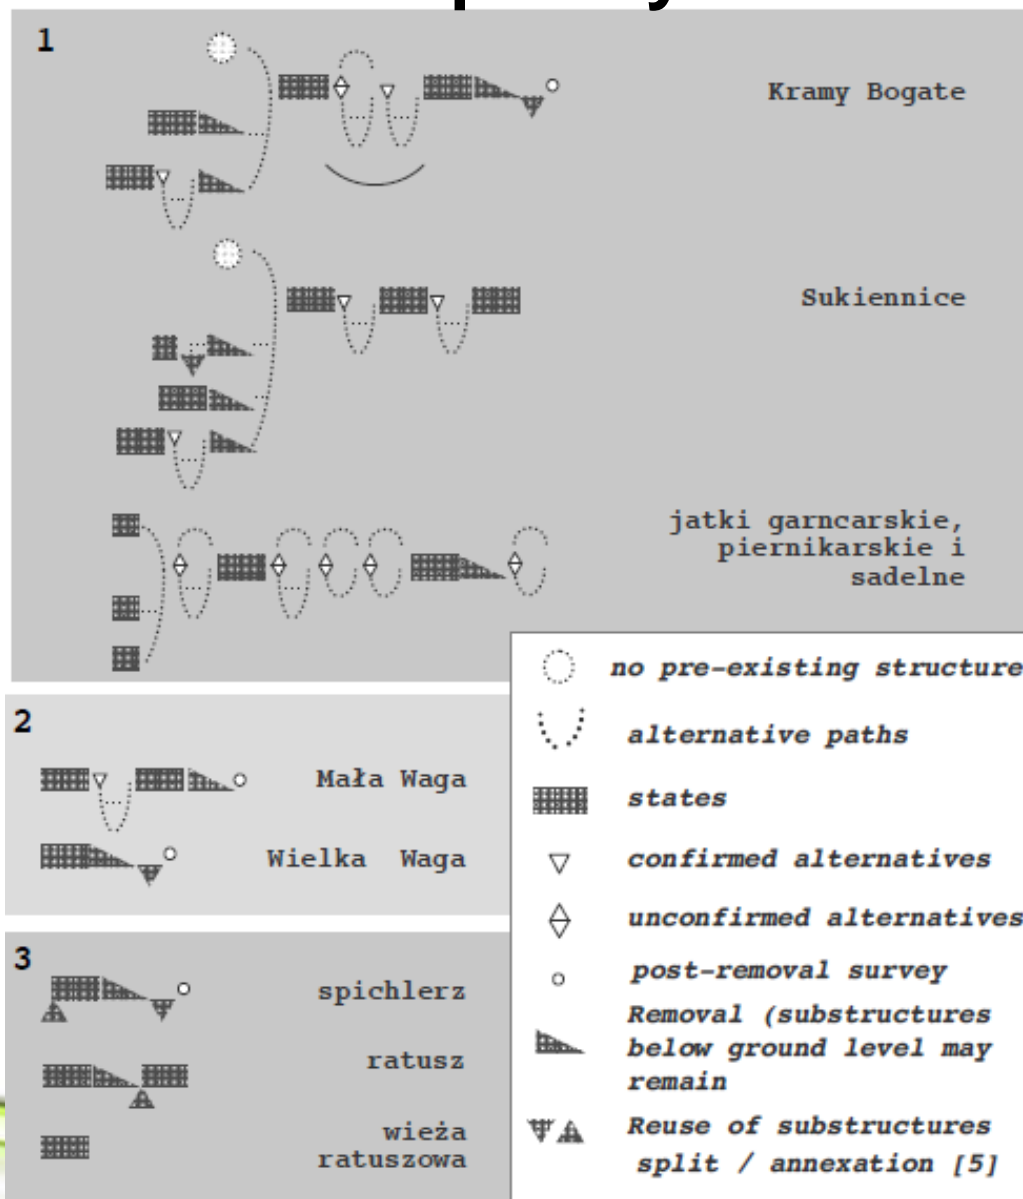 1
Kramy Bogate
Sukiennice
jatki garncarskie,
piernikarskie i
sadelne
no pre-existing structure
alternative paths
states
confirmed alternatives
unconfirmed alternatives
post-removal survey
Removal (substructures
below ground level may
remain
Reuse of substructures
split / annexation [5]
2
Mała Waga
Wielka Waga
3
spichlerz
ratusz
wieża
ratuszowa